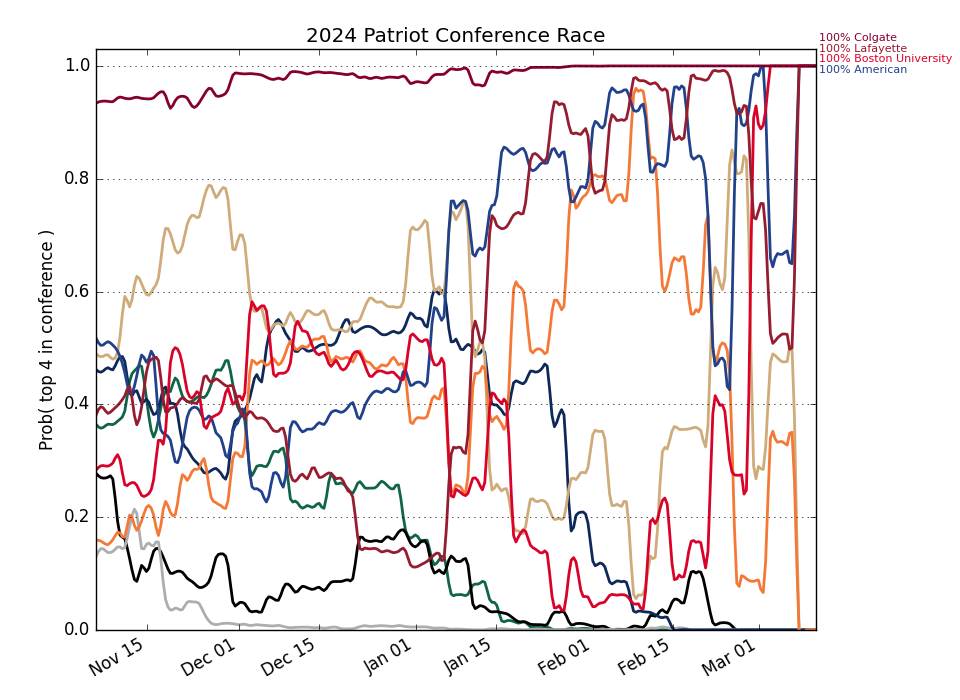 2024 Patriot Conference Race
100% Colgate
100% Lafayette
100% Boston University
100% American
Prob( top 4 in conference )
1.0
0.8
0.6
0.4
0.2
0.0
Nov 15
Dec 01
Dec 15
Jan 01
Jan 15
Feb 01
Feb 15
Mar 01